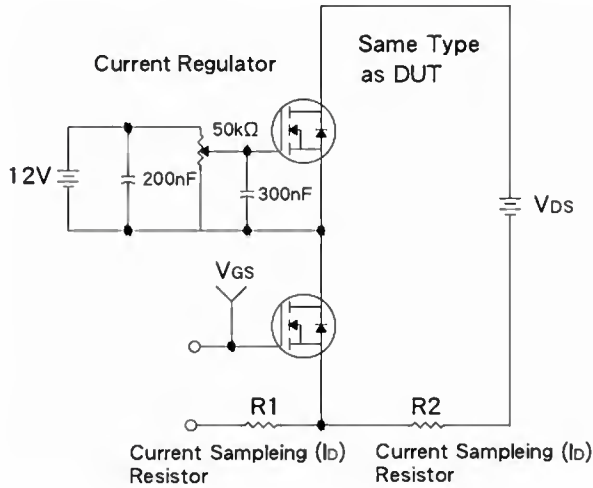 Same Type
as DUT
Current Regulator
50kΩ
12V
200nF
300nF
VDS
VGS
R1
R2
Current Sampleing (ID)
Resistor
Current Sampleing (ID)
Resistor